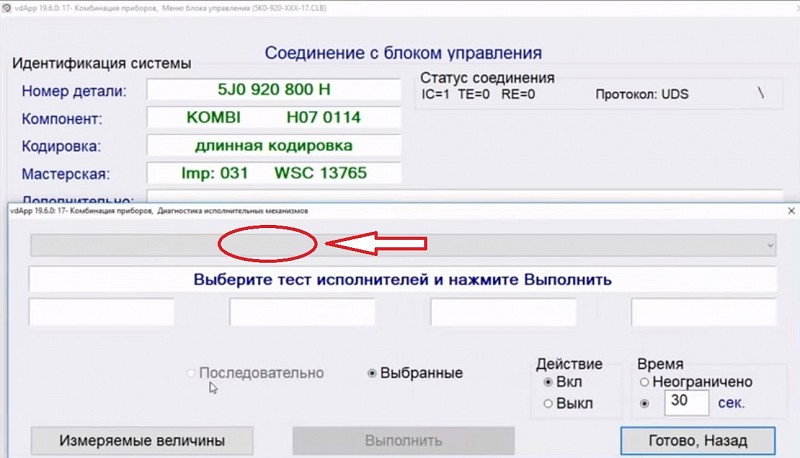 vdApp 19.6.0: 17- Комбинация приборов, Меню блока управления (5K0-920-XXX-17.CLB)
Соединение с блоком управления
Идентификация системы
Номер детали: 5J0 920 800 H
Компонент: KOMBI H07 0114
Кодировка: длинная кодировка
Мастерская: Imp: 031 WSC 13765
Дополнительно:
Статус соединения
IC=1 TE=0 RE=0 Протокол: UDS \
vdApp 19.6.0: 17- Комбинация приборов, Диагностика исполнительных механизмов
Выберите тест исполнителей и нажмите Выполнить
Последовательно
Выбранные
Действие
Вкл
Выкл
Время
Неограничено
30 сек.
Измеряемые величины
Выполнить
Готово, Назад